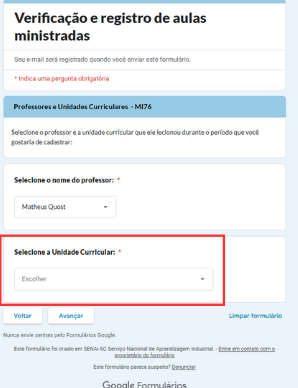 Verificação e registro de aulas
ministradas
Seu e-mail será registrado quando você enviar este formulário.
* Indica uma pergunta obrigatória
Professores e Unidades Curriculares - MI76
Selecione o professor e a unidade curricular que ele lecionou durante o período que você
gostaria de cadastrar:
Selecione o nome do professor: *
Matheus Quost
Selecione a Unidade Curricular: *
Escolher
Voltar
Avançar
Limpar formulário
Nunca envie senhas pelo Formulários Google.
Este formulário foi criado em SENAI-SC Serviço Nacional de Aprendizagem Industrial. - Entre em contato com o
proprietário do formulário
Este formulário parece suspeito? Denunciar
Google Formulários